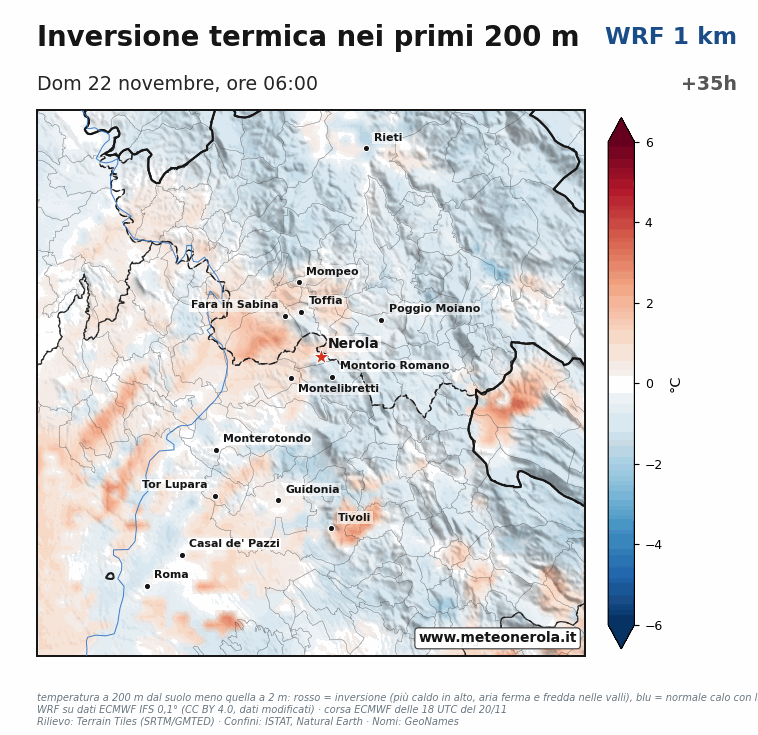 Inversione termica nei primi 200 m
WRF 1 km
Dom 22 novembre, ore 06:00
+35h
Rieti
Mompeo
Fara in Sabina
Toffia
Poggio Moiano
Nerola
Montorio Romano
Montelibretti
Monterotondo
Tor Lupara
Guidonia
Tivoli
Casal de' Pazzi
Roma
www.meteonerola.it
6
4
2
0
−2
−4
−6
°C
temperatura a 200 m dal suolo meno quella a 2 m: rosso = inversione (più caldo in alto, aria ferma e fredda nelle valli), blu = normale calo con
WRF su dati ECMWF IFS 0,1° (CC BY 4.0, dati modificati) · corsa ECMWF delle 18 UTC del 20/11
Rilievo: Terrain Tiles (SRTM/GMTED) · Confini: ISTAT, Natural Earth · Nomi: GeoNames